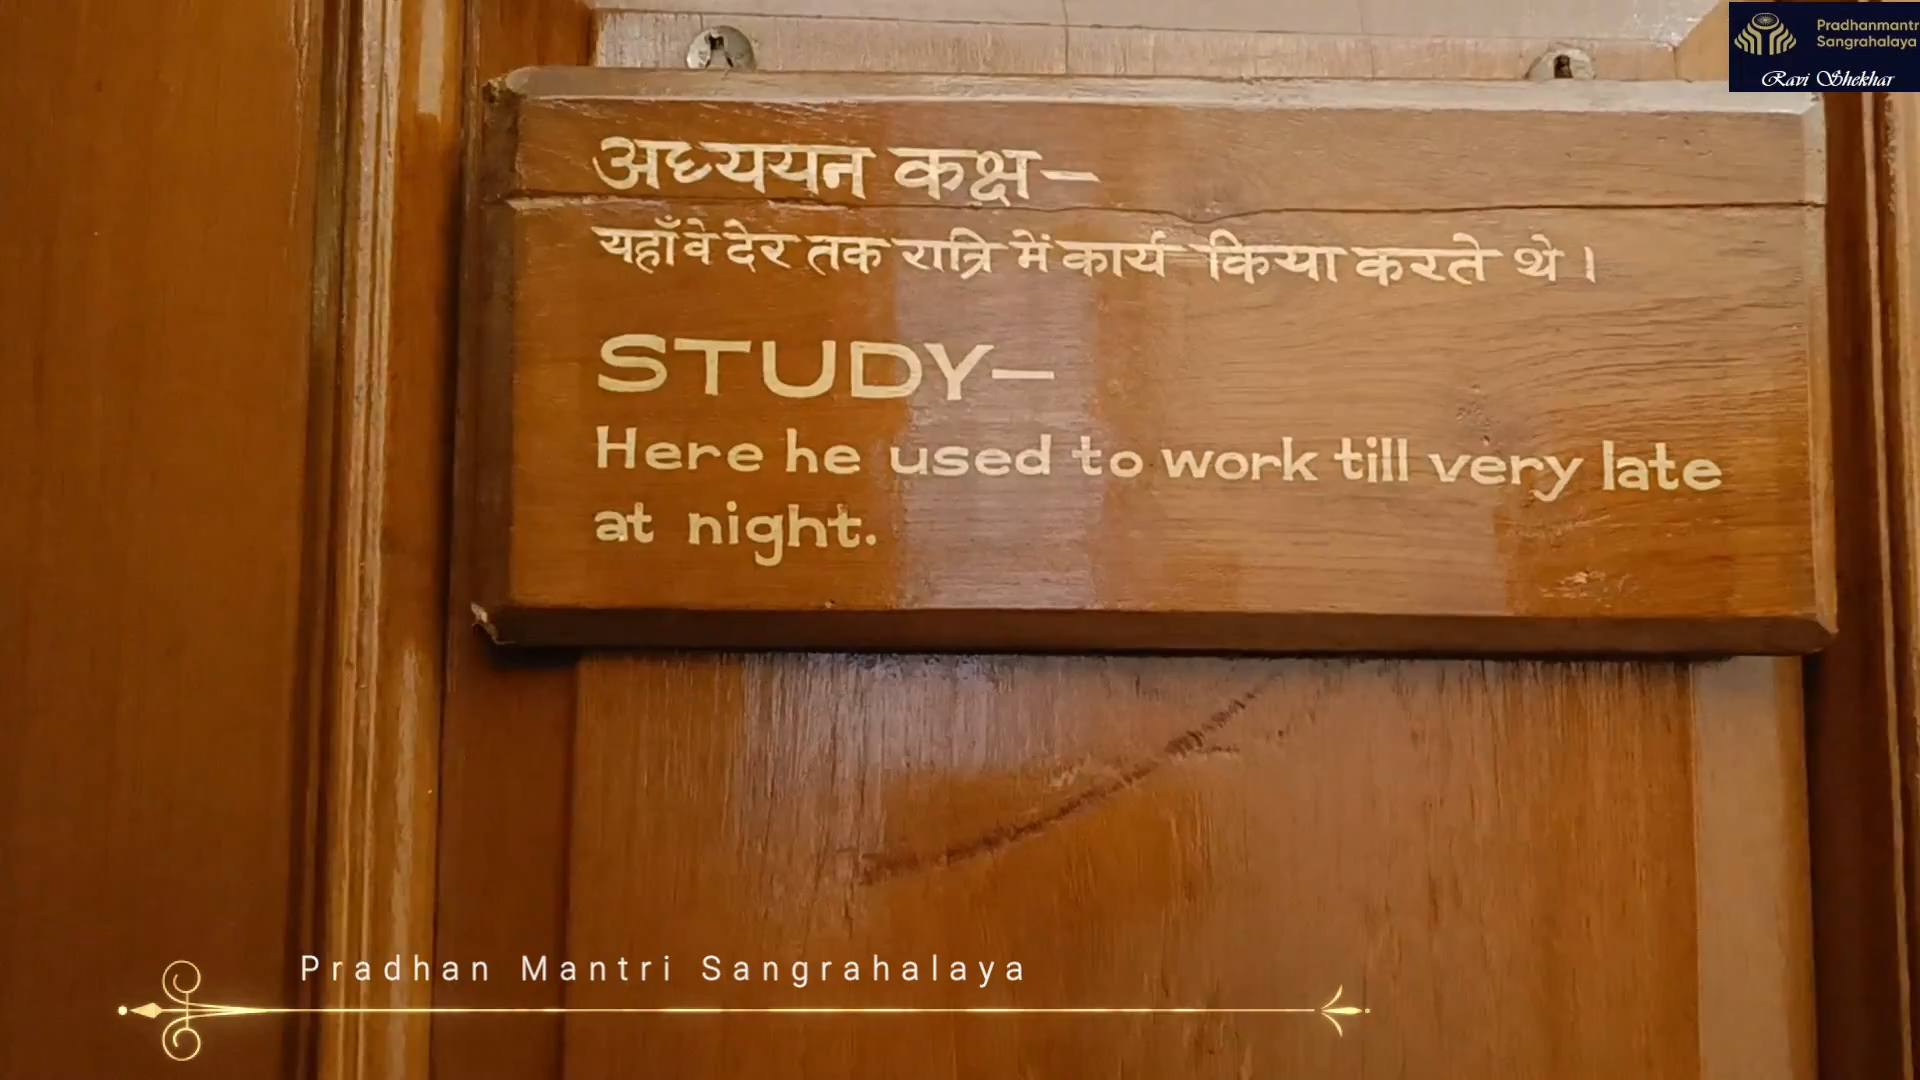 Pradhanmantr
Sangrahalaya
Ravi Shekhar
अध्ययन कक्ष–
यहाँ वे देर तक रात्रि में कार्य किया करते थे।
STUDY–
Here he used to work till very late
at night.
Pradhan Mantri Sangrahalaya